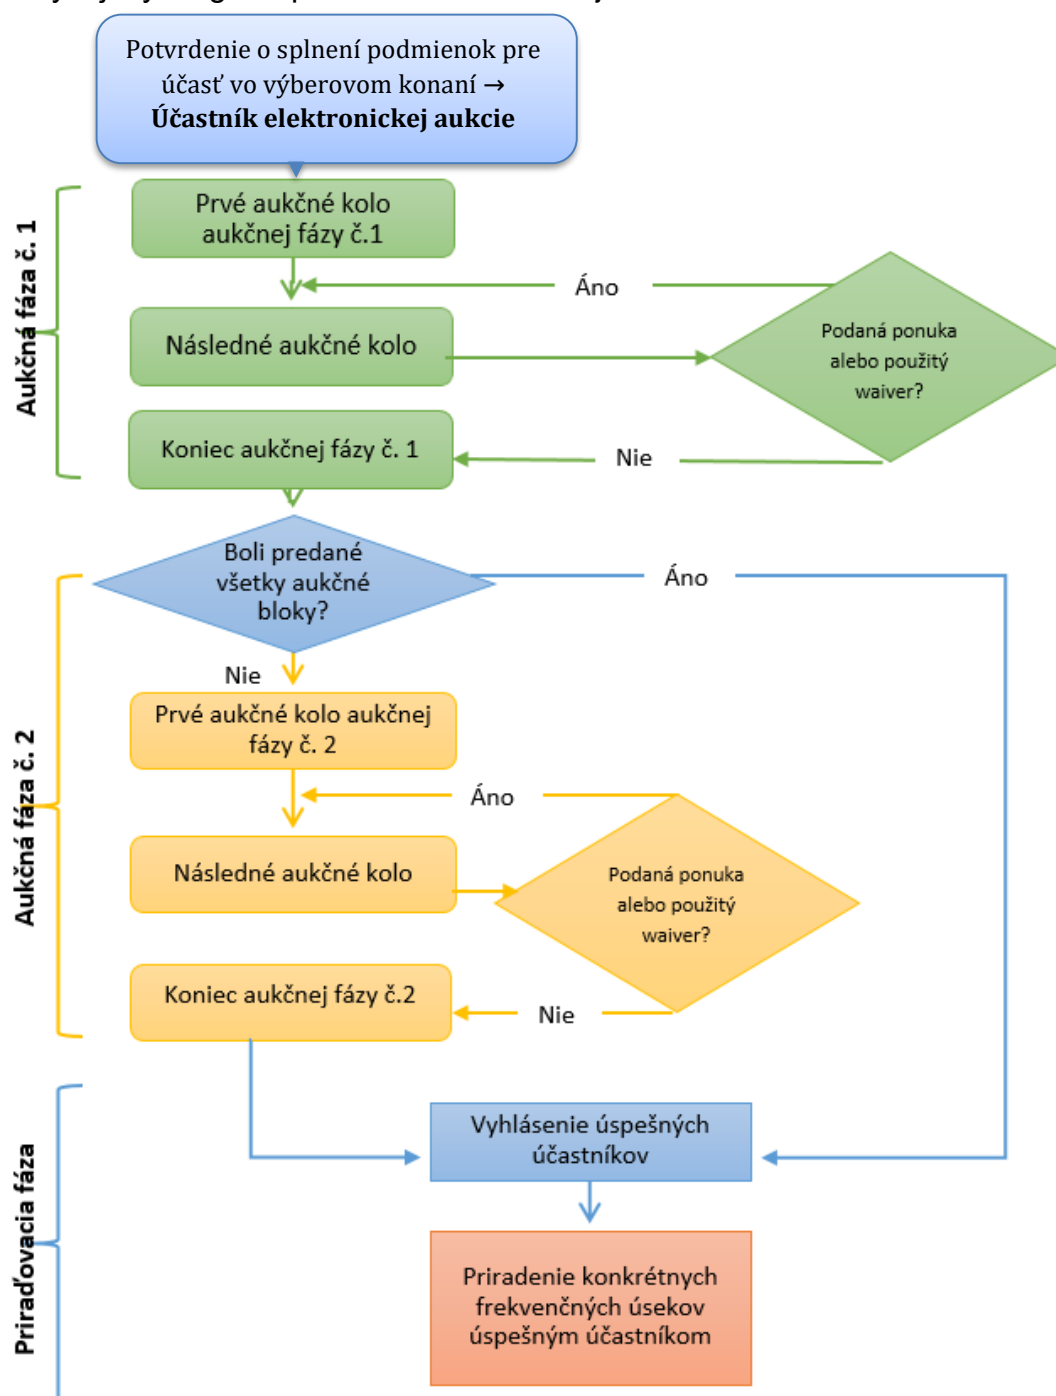 Potvrdenie o splnení podmienok pre
účasť vo výberovom konaní →
Účastník elektronickej aukcie
Aukčná fáza č. 1
Prvé aukčné kolo
aukčnej fázy č.1
Áno
Následné aukčné kolo
Podaná ponuka
alebo použitý
waiver?
Koniec aukčnej fázy č. 1
Nie
Boli predané
všetky aukčné
bloky?
Áno
Nie
Aukčná fáza č. 2
Prvé aukčné kolo aukčnej
fázy č. 2
Áno
Následné aukčné kolo
Podaná ponuka
alebo použitý
waiver?
Koniec aukčnej fázy č.2
Nie
Priraďovacia fáza
Vyhlásenie úspešných
účastníkov
Priradenie konkrétnych
frekvenčných úsekov
úspešným účastníkom